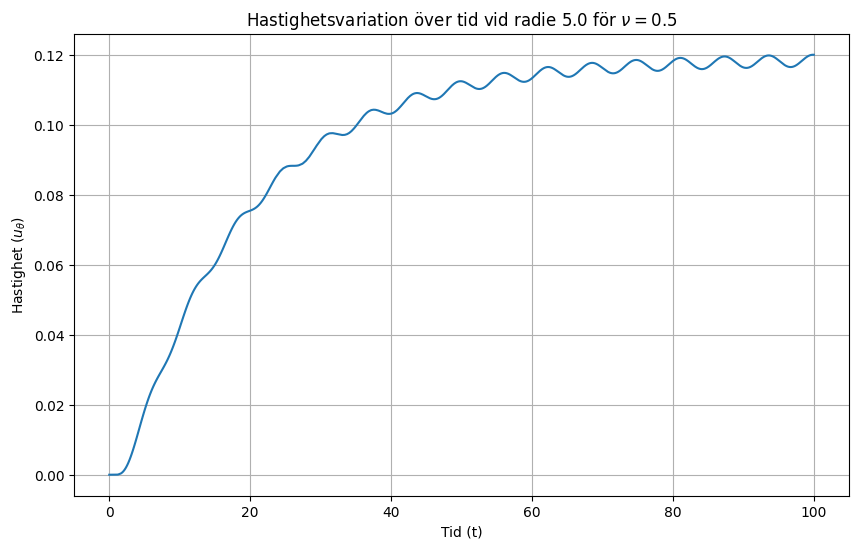 Hastighetsvariation över tid vid radie 5.0 för ν = 0.5
Hastighet (u_θ)
0.12
0.10
0.08
0.06
0.04
0.02
0.00
0 20 40 60 80 100
Tid (t)